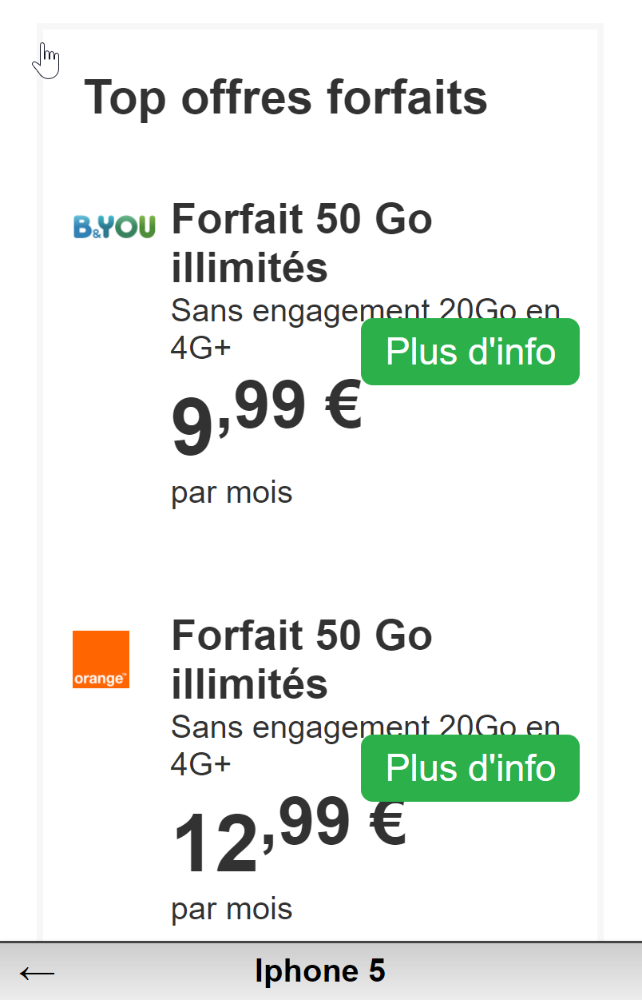 Top offres forfaits
B&YOU
Forfait 50 Go
illimités
Sans engagement 20Go en
4G+
Plus d'info
9,99 €
par mois
orange™
Forfait 50 Go
illimités
Sans engagement 20Go en
4G+
Plus d'info
12,99 €
par mois
← Iphone 5